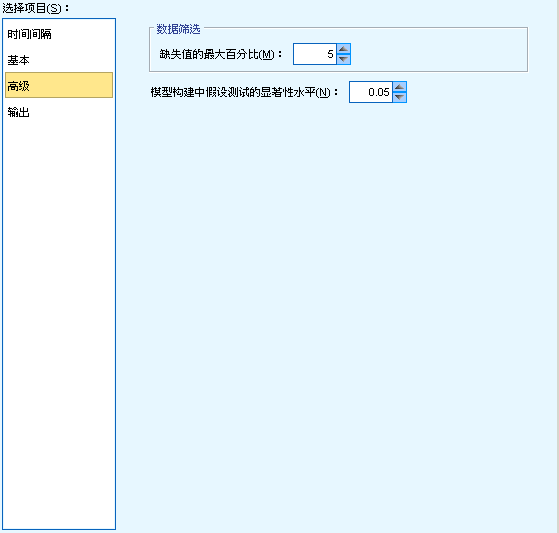 选择项目(S)：
时间间隔
基本
高级
输出
数据筛选
缺失值的最大百分比(M)： 5
模型构建中假设测试的显著性水平(N)： 0.05